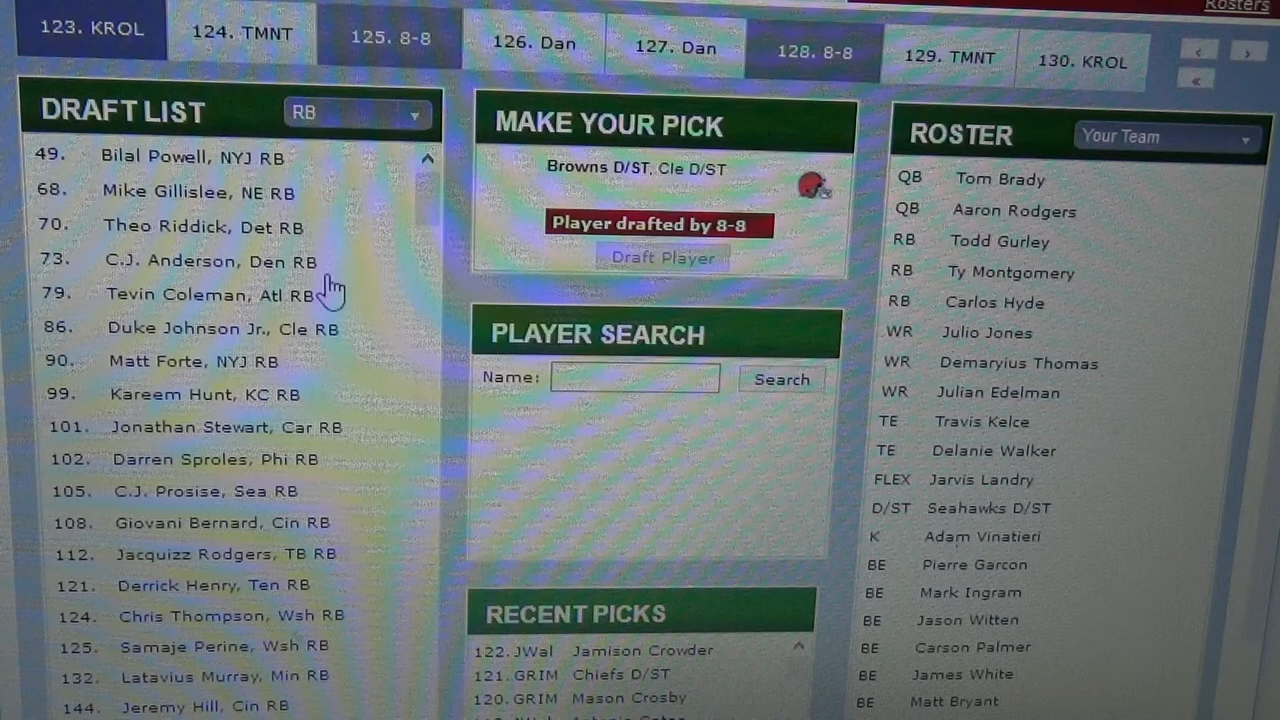 Rosters
123. KROL
124. TMNT
125. 8-8
126. Dan
127. Dan
128. 8-8
129. TMNT
130. KROL
DRAFT LIST
RB
49. Bilal Powell, NYJ RB
68. Mike Gillislee, NE RB
70. Theo Riddick, Det RB
73. C.J. Anderson, Den RB
79. Tevin Coleman, Atl RB
86. Duke Johnson Jr., Cle RB
90. Matt Forte, NYJ RB
99. Kareem Hunt, KC RB
101. Jonathan Stewart, Car RB
102. Darren Sproles, Phi RB
105. C.J. Prosise, Sea RB
108. Giovani Bernard, Cin RB
112. Jacquizz Rodgers, TB RB
121. Derrick Henry, Ten RB
124. Chris Thompson, Wsh RB
125. Samaje Perine, Wsh RB
132. Latavius Murray, Min RB
144. Jeremy Hill, Cin RB
MAKE YOUR PICK
Browns D/ST, Cle D/ST
Player drafted by 8-8
Draft Player
PLAYER SEARCH
Name:
Search
RECENT PICKS
122. JWal Jamison Crowder
121. GRIM Chiefs D/ST
120. GRIM Mason Crosby
ROSTER
Your Team
QB Tom Brady
QB Aaron Rodgers
RB Todd Gurley
RB Ty Montgomery
RB Carlos Hyde
WR Julio Jones
WR Demaryius Thomas
WR Julian Edelman
TE Travis Kelce
TE Delanie Walker
FLEX Jarvis Landry
D/ST Seahawks D/ST
K Adam Vinatieri
BE Pierre Garcon
BE Mark Ingram
BE Jason Witten
BE Carson Palmer
BE James White
BE Matt Bryant